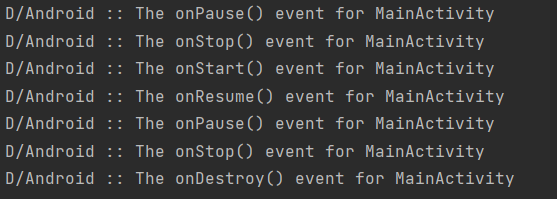 D/Android :: The onPause() event for MainActivity
D/Android :: The onStop() event for MainActivity
D/Android :: The onStart() event for MainActivity
D/Android :: The onResume() event for MainActivity
D/Android :: The onPause() event for MainActivity
D/Android :: The onStop() event for MainActivity
D/Android :: The onDestroy() event for MainActivity